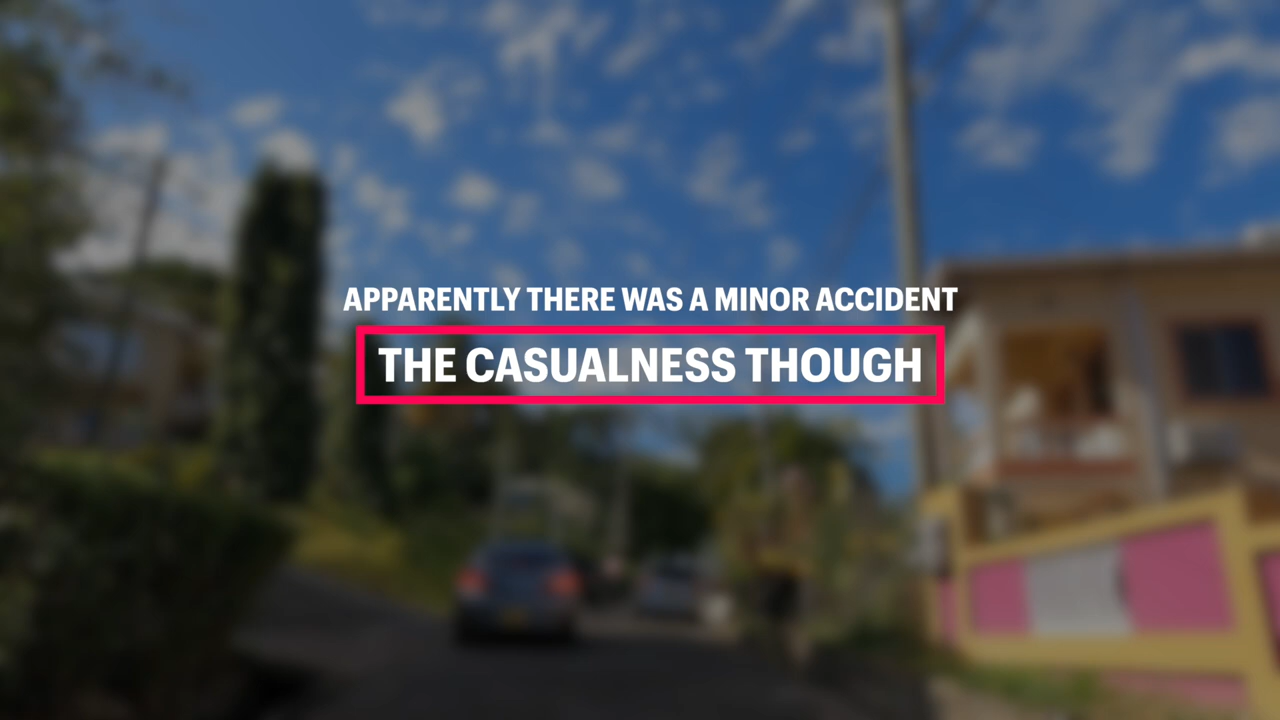 APPARENTLY THERE WAS A MINOR ACCIDENT
THE CASUALNESS THOUGH